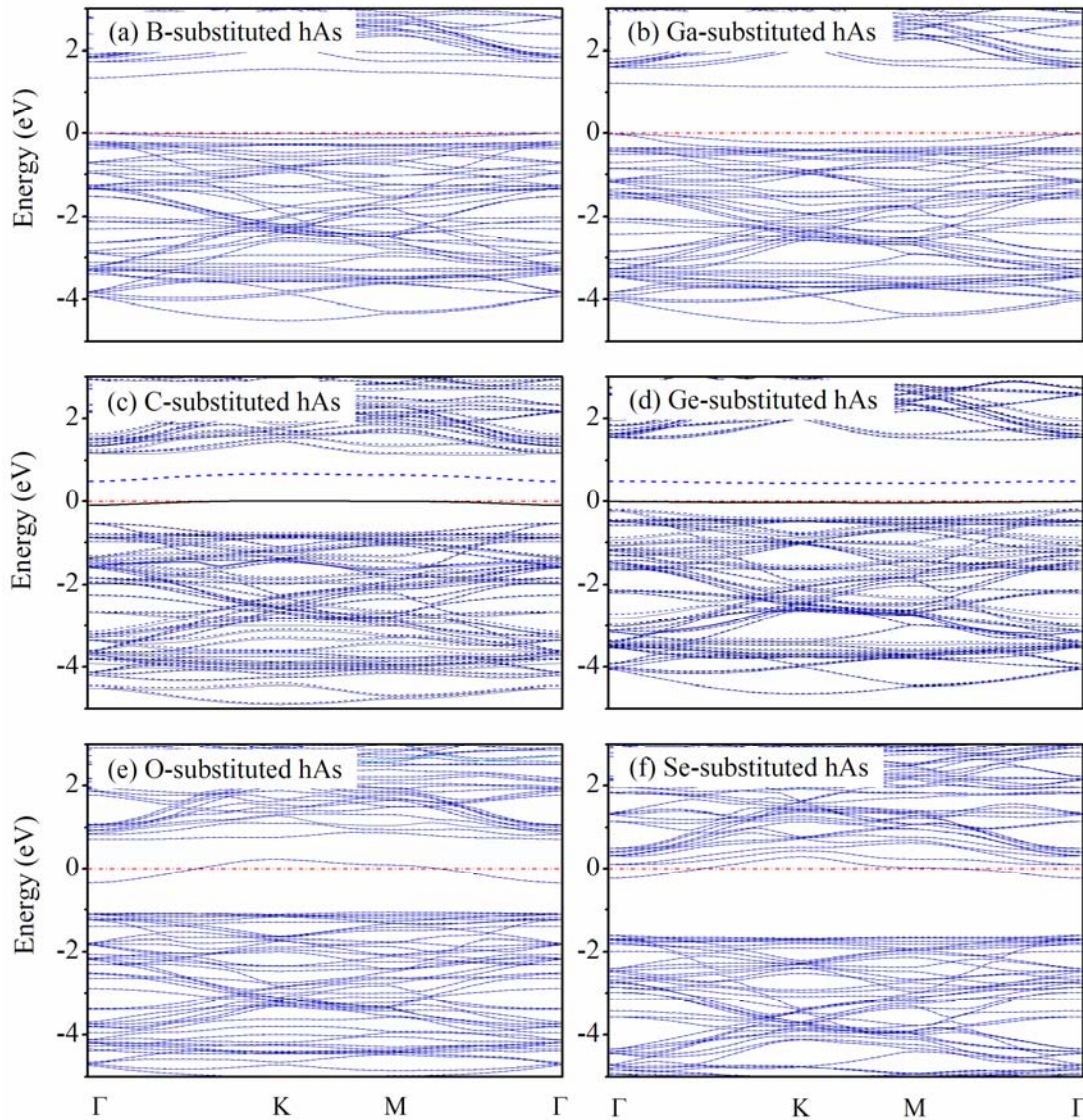 (a) B-substituted hAs
(b) Ga-substituted hAs
2
0
-2
-4
Energy (eV)
2
0
-2
-4
(c) C-substituted hAs
(d) Ge-substituted hAs
2
0
-2
-4
Energy (eV)
2
0
-2
-4
(e) O-substituted hAs
(f) Se-substituted hAs
2
0
-2
-4
Energy (eV)
2
0
-2
-4
Γ K M Γ
Γ K M Γ